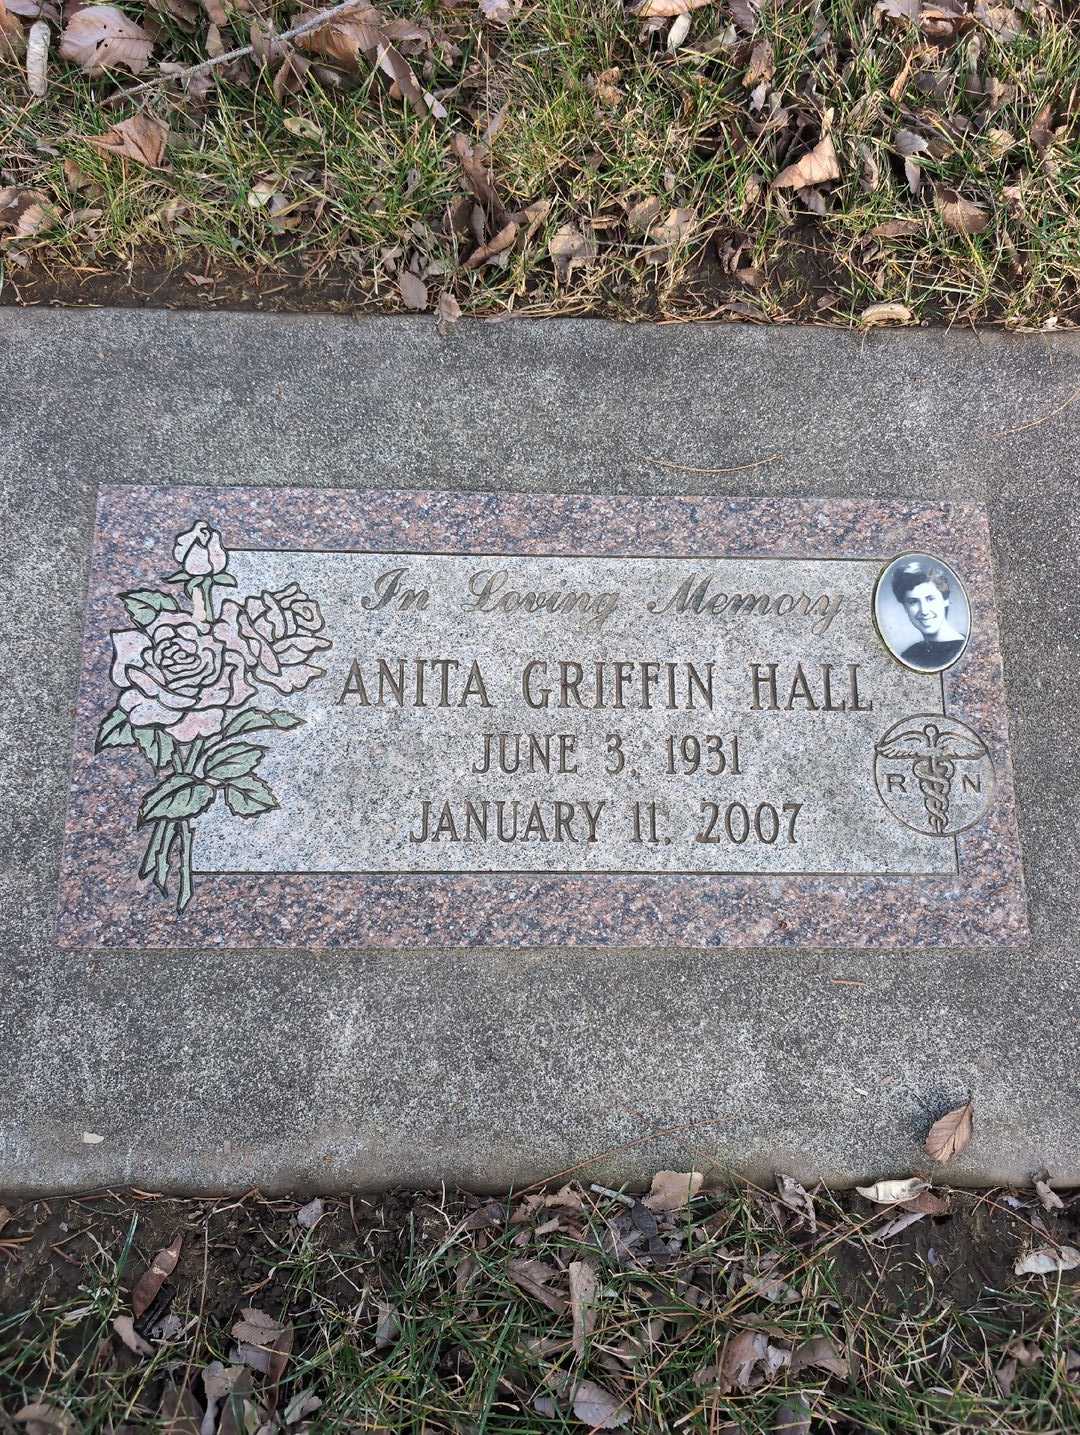 In Loving Memory
ANITA GRIFFIN HALL
JUNE 3, 1931
JANUARY 11, 2007
R N